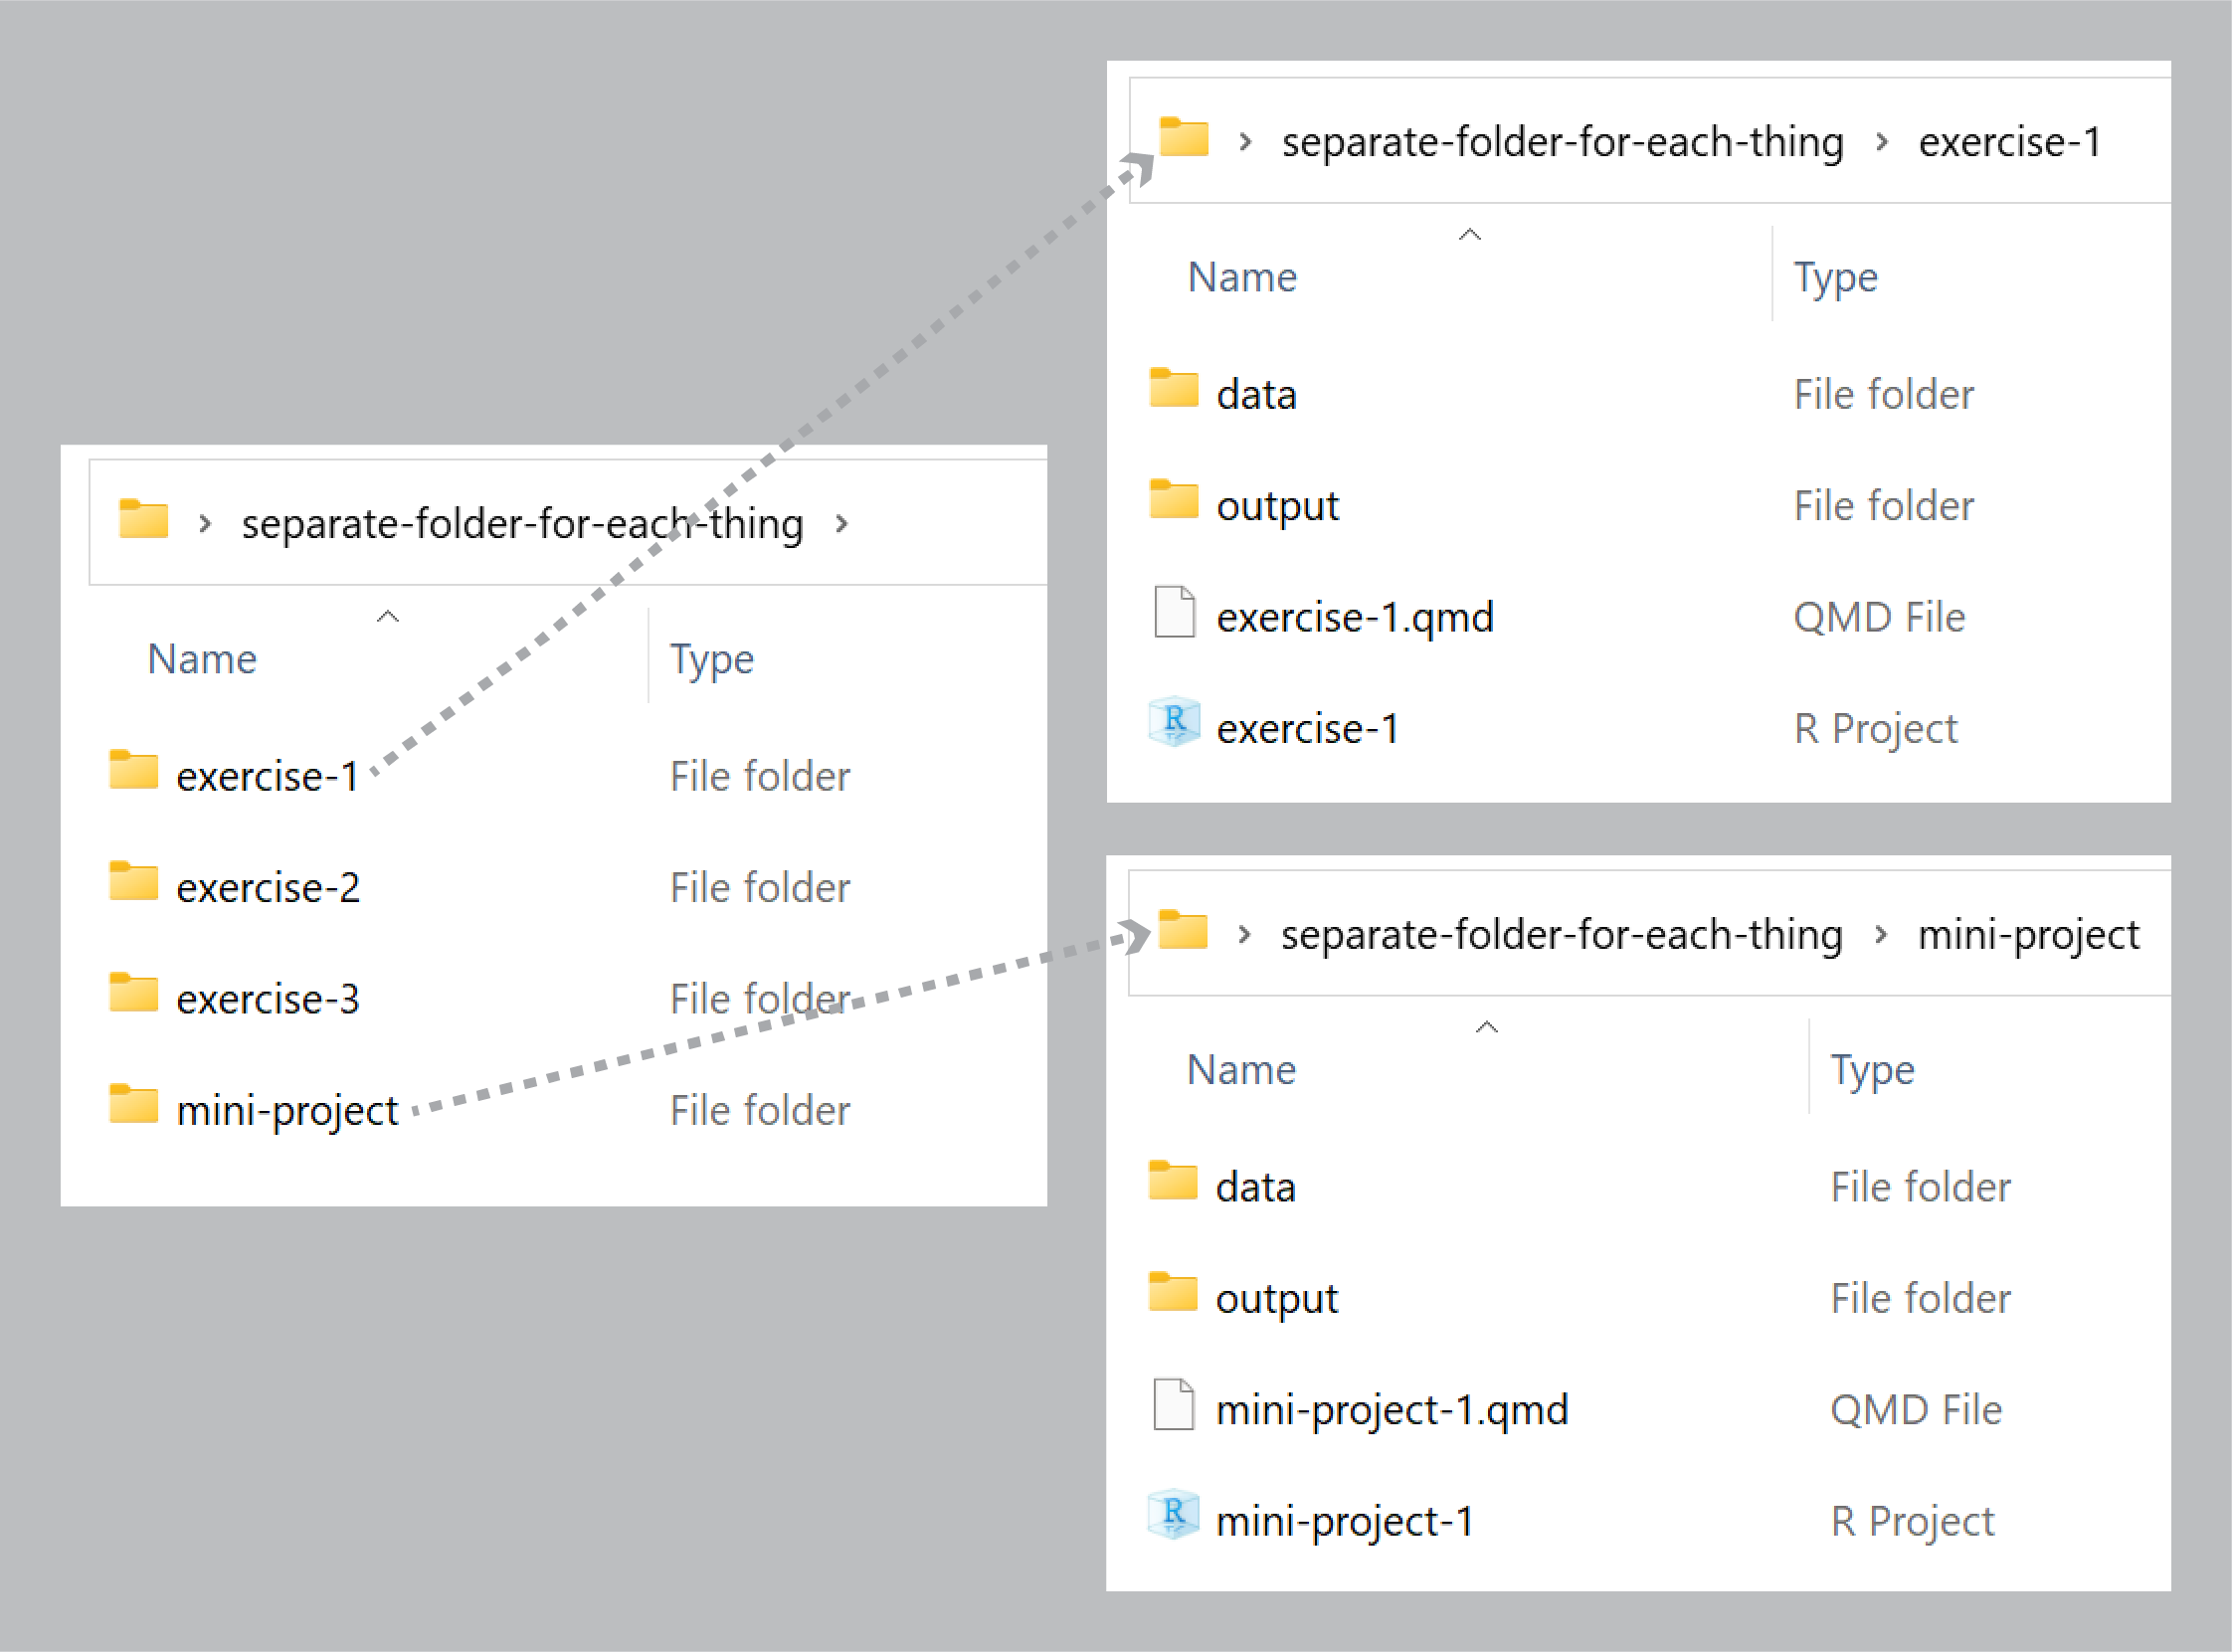 separate-folder-for-each-thing
Name Type
exercise-1 File folder
exercise-2 File folder
exercise-3 File folder
mini-project File folder
separate-folder-for-each-thing exercise-1
Name Type
data File folder
output File folder
exercise-1.qmd QMD File
exercise-1 R Project
separate-folder-for-each-thing mini-project
Name Type
data File folder
output File folder
mini-project-1.qmd QMD File
mini-project-1 R Project